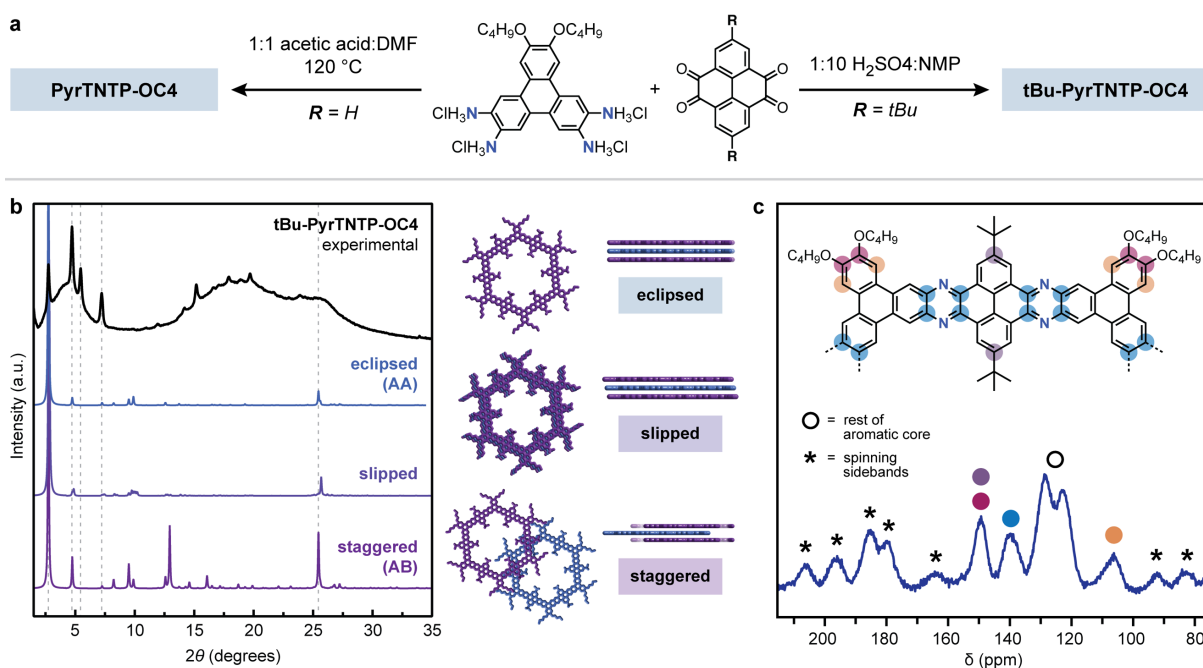 a
1:1 acetic acid:DMF
120 °C
PyrTNTP-OC4
R = H
C₄H₉O OC₄H₉
ClH₃N NH₃Cl
ClH₃N NH₃Cl
+
R
O O
O O
R
1:10 H₂SO4:NMP
R = tBu
tBu-PyrTNTP-OC4
b
tBu-PyrTNTP-OC4
experimental
eclipsed
(AA)
slipped
staggered
(AB)
Intensity (a.u.)
5 10 15 20 25 30 35
2θ (degrees)
eclipsed
slipped
staggered
c
OC₄H₉ OC₄H₉
C₄H₉O OC₄H₉
N N
N N
= rest of
aromatic core
* = spinning
sidebands
* * * * * * *
200 180 160 140 120 100 80
δ (ppm)